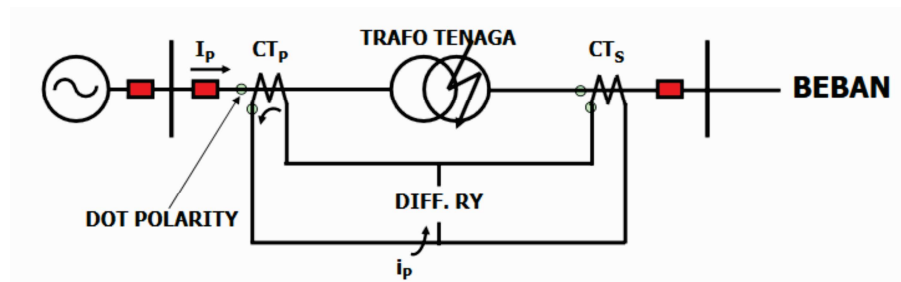 TRAFO TENAGA
Ip
CTP
CTS
BEBAN
DIFF. RY
DOT POLARITY
ip